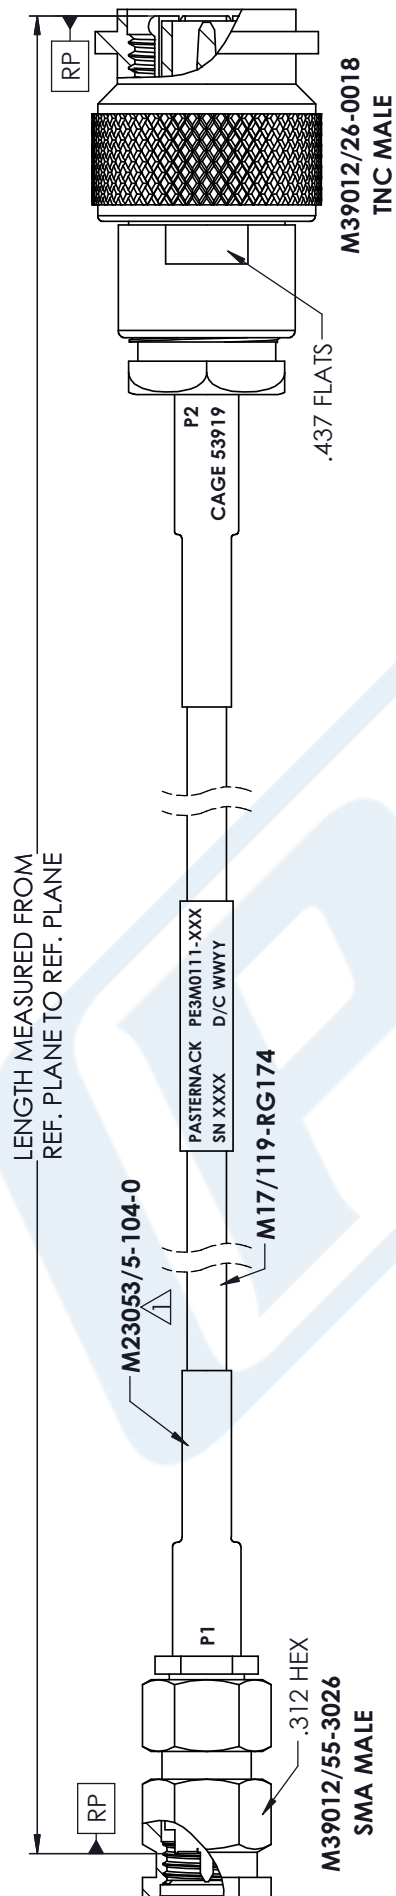 LENGTH MEASURED FROM
REF. PLANE TO REF. PLANE
RP
RP
M23053/5-104-0
1
P1
PASTERNACK PE3M0111-XXX
SN XXXX D/C WWYY
P2
CAGE 53919
M17/119-RG174
.312 HEX
M39012/55-3026
SMA MALE
.437 FLATS
M39012/26-0018
TNC MALE